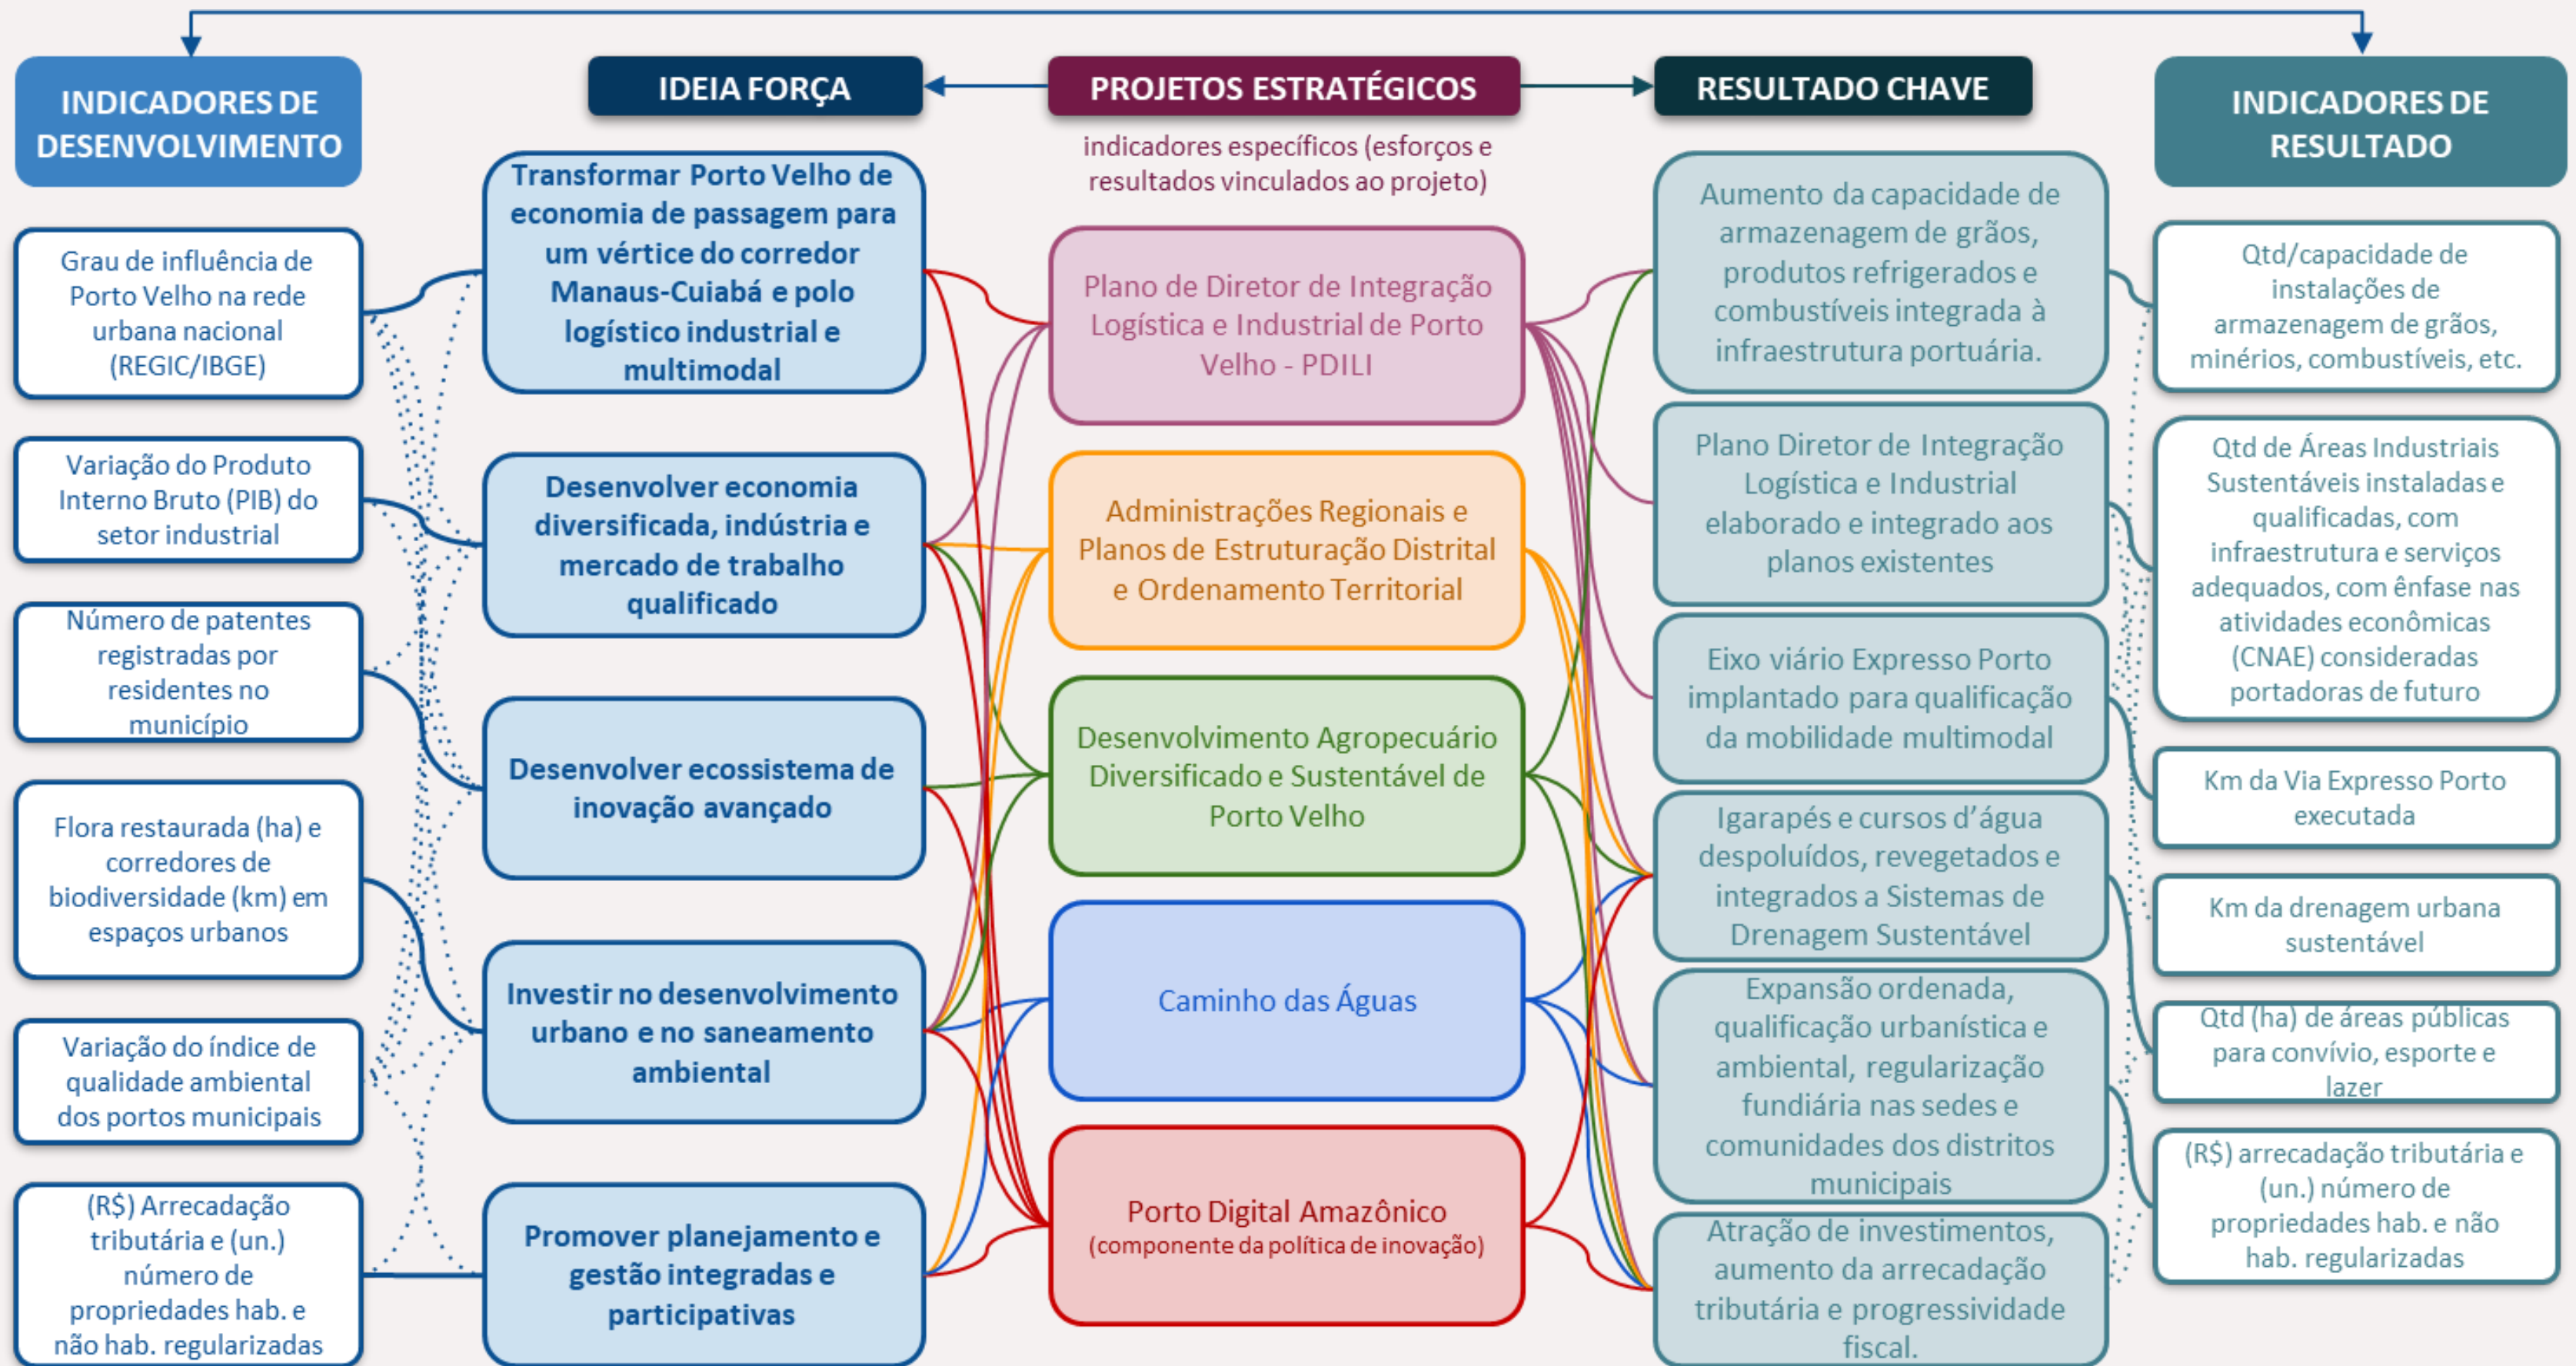 INDICADORES DE
DESENVOLVIMENTO
Grau de influência de
Porto Velho na rede
urbana nacional
(REGIC/IBGE)
Variação do Produto
Interno Bruto (PIB) do
setor industrial
Número de patentes
registradas por
residentes no
município
Flora restaurada (ha) e
corredores de
biodiversidade (km) em
espaços urbanos
Variação do índice de
qualidade ambiental
dos portos municipais
(R$) Arrecadação
tributária e (un.)
número de
propriedades hab. e
não hab. regularizadas
IDEIA FORÇA
Transformar Porto Velho de
economia de passagem para
um vértice do corredor
Manaus-Cuiabá e polo
logístico industrial e
multimodal
Desenvolver economia
diversificada, indústria e
mercado de trabalho
qualificado
Desenvolver ecossistema de
inovação avançado
Investir no desenvolvimento
urbano e no saneamento
ambiental
Promover planejamento e
gestão integradas e
participativas
PROJETOS ESTRATÉGICOS
indicadores específicos (esforços e
resultados vinculados ao projeto)
Plano de Diretor de Integração
Logística e Industrial de Porto
Velho - PDILI
Administrações Regionais e
Planos de Estruturação Distrital
e Ordenamento Territorial
Desenvolvimento Agropecuário
Diversificado e Sustentável de
Porto Velho
Caminho das Águas
Porto Digital Amazônico
(componente da política de inovação)
RESULTADO CHAVE
Aumento da capacidade de
armazenagem de grãos,
produtos refrigerados e
combustíveis integrada à
infraestrutura portuária.
Plano Diretor de Integração
Logística e Industrial
elaborado e integrado aos
planos existentes
Eixo viário Expresso Porto
implantado para qualificação
da mobilidade multimodal
Igarapés e cursos d’água
despoluídos, revegetados e
integrados a Sistemas de
Drenagem Sustentável
Expansão ordenada,
qualificação urbanística e
ambiental, regularização
fundiária nas sedes e
comunidades dos distritos
municipais
Atração de investimentos,
aumento da arrecadação
tributária e progressividade
fiscal.
INDICADORES DE
RESULTADO
Qtd/capacidade de
instalações de
armazenagem de grãos,
minérios, combustíveis, etc.
Qtd de Áreas Industriais
Sustentáveis instaladas e
qualificadas, com
infraestrutura e serviços
adequados, com ênfase nas
atividades econômicas
(CNAE) consideradas
portadoras de futuro
Km da Via Expresso Porto
executada
Km da drenagem urbana
sustentável
Qtd (ha) de áreas públicas
para convívio, esporte e
lazer
(R$) arrecadação tributária e
(un.) número de
propriedades hab. e não
hab. regularizadas